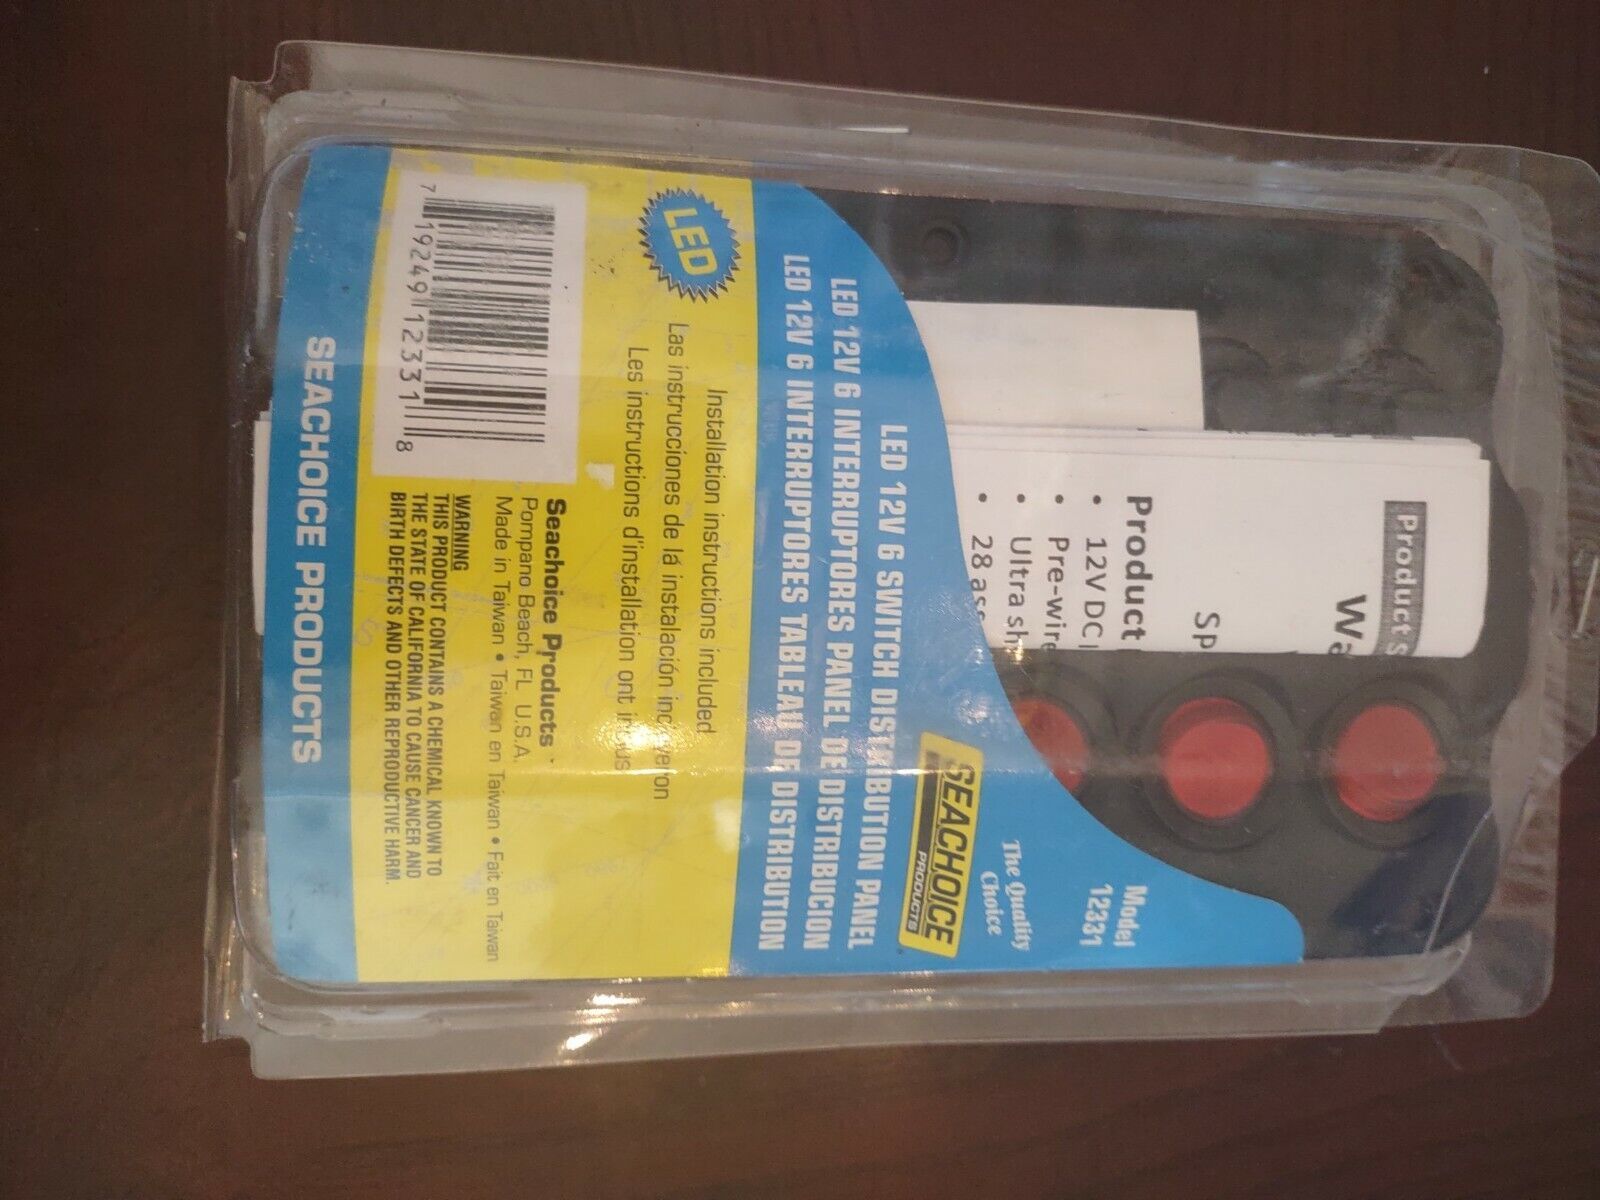 Product S
Wa
Sp
Product
• 12V DC
• Pre-wire
• Ultra sh
• 28 ass
Model
12331
The Quality
Choice
SEACHOICE
PRODUCTS
LED 12V 6 SWITCH DISTRIBUTION PANEL
LED 12V 6 INTERRUPTORES PANEL DE DISTRIBUCION
LED 12V 6 INTERRUPTORES TABLEAU DE DISTRIBUTION
LED
Installation instructions included
Las instrucciones de la instalación incluyeron
Les instructions d'installation ont inclus
Seachoice Products
Pompano Beach, FL U.S.A.
Made in Taiwan • Taiwan en Taiwan • Fait en Taiwan
WARNING
THIS PRODUCT CONTAINS A CHEMICAL KNOWN TO
THE STATE OF CALIFORNIA TO CAUSE CANCER AND
BIRTH DEFECTS AND OTHER REPRODUCTIVE HARM.
7 19249 12331 8
SEACHOICE PRODUCTS